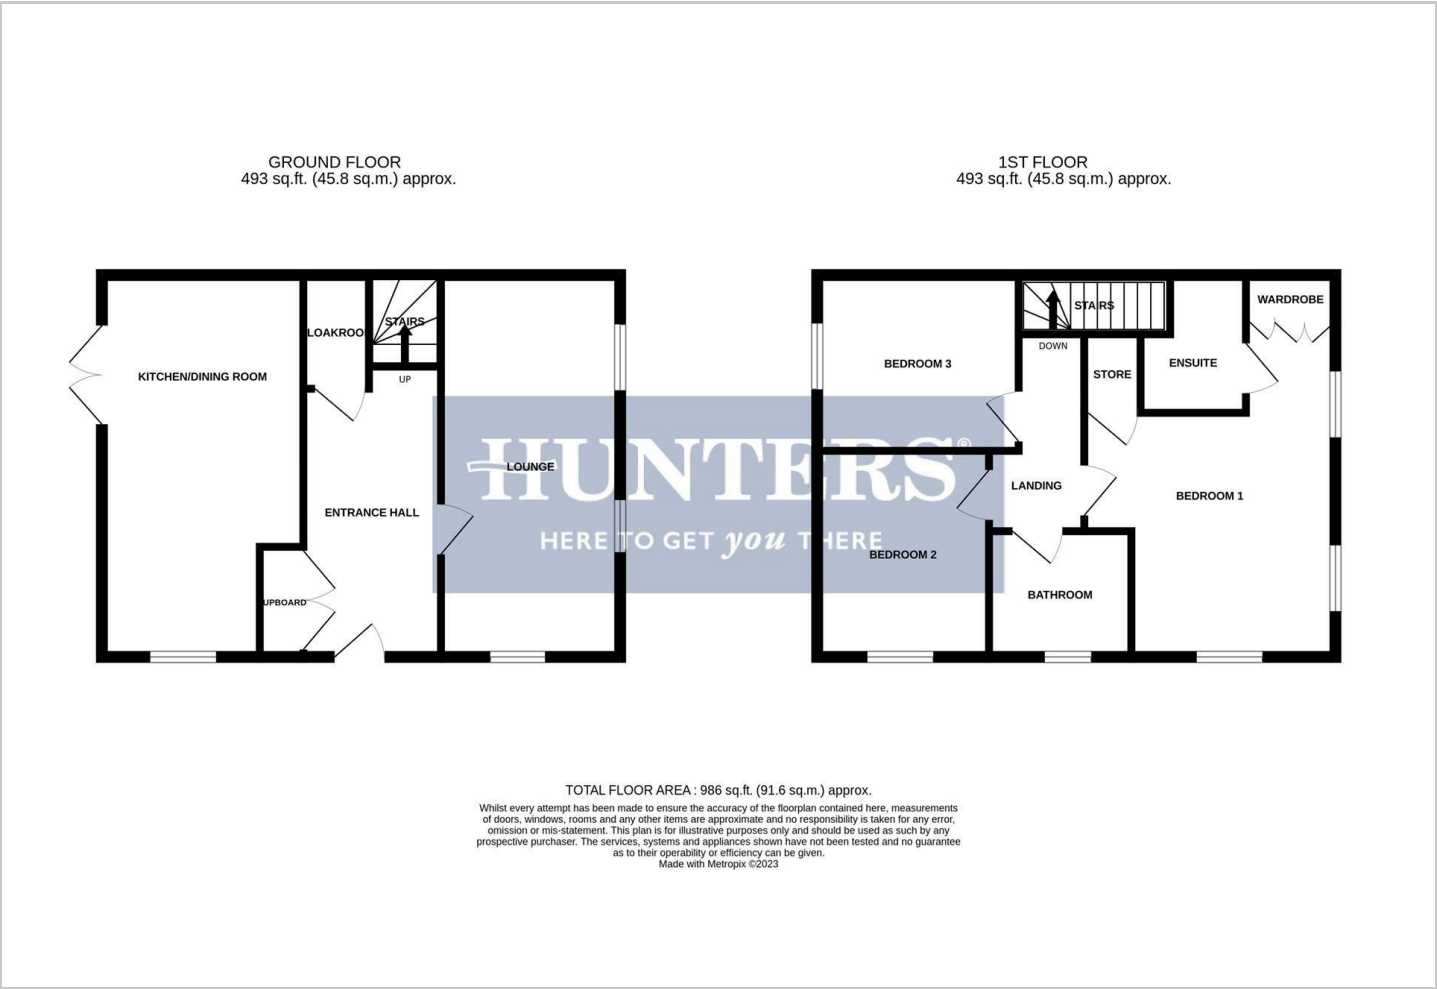 GROUND FLOOR
493 sq.ft. (45.8 sq.m.) approx.
1ST FLOOR
493 sq.ft. (45.8 sq.m.) approx.
LOAKROO
STAIRS
UP
KITCHEN/DINING ROOM
LOUNGE
ENTRANCE HALL
UPBOARD
STAIRS
WARDROBE
DOWN
BEDROOM 3
ENSUITE
STORE
LANDING
BEDROOM 1
BEDROOM 2
BATHROOM
HUNTERS®
HERE TO GET you THERE
TOTAL FLOOR AREA : 986 sq.ft. (91.6 sq.m.) approx.
Whilst every attempt has been made to ensure the accuracy of the floorplan contained here, measurements
of doors, windows, rooms and any other items are approximate and no responsibility is taken for any error,
omission or mis-statement. This plan is for illustrative purposes only and should be used as such by any
prospective purchaser. The services, systems and appliances shown have not been tested and no guarantee
as to their operability or efficiency can be given.
Made with Metropix ©2023